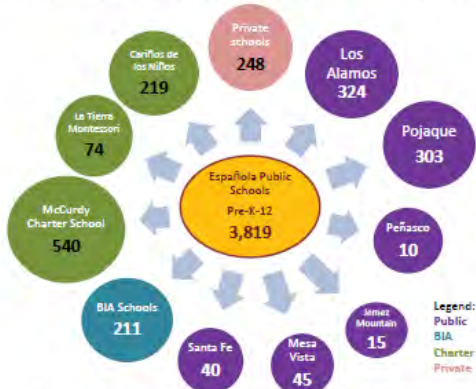 Private
schools
248
Cariños de
los Niños
219
Los
Alamos
324
La Tierra
Montessori
74
Pojaque
303
Española Public
Schools
Pre-K-12
3,819
McCurdy
Charter School
540
Peñasco
10
BIA Schools
211
Jemez
Mountain
15
Santa Fe
40
Mesa
Vista
45
Legend:
Public
BIA
Charter
Private